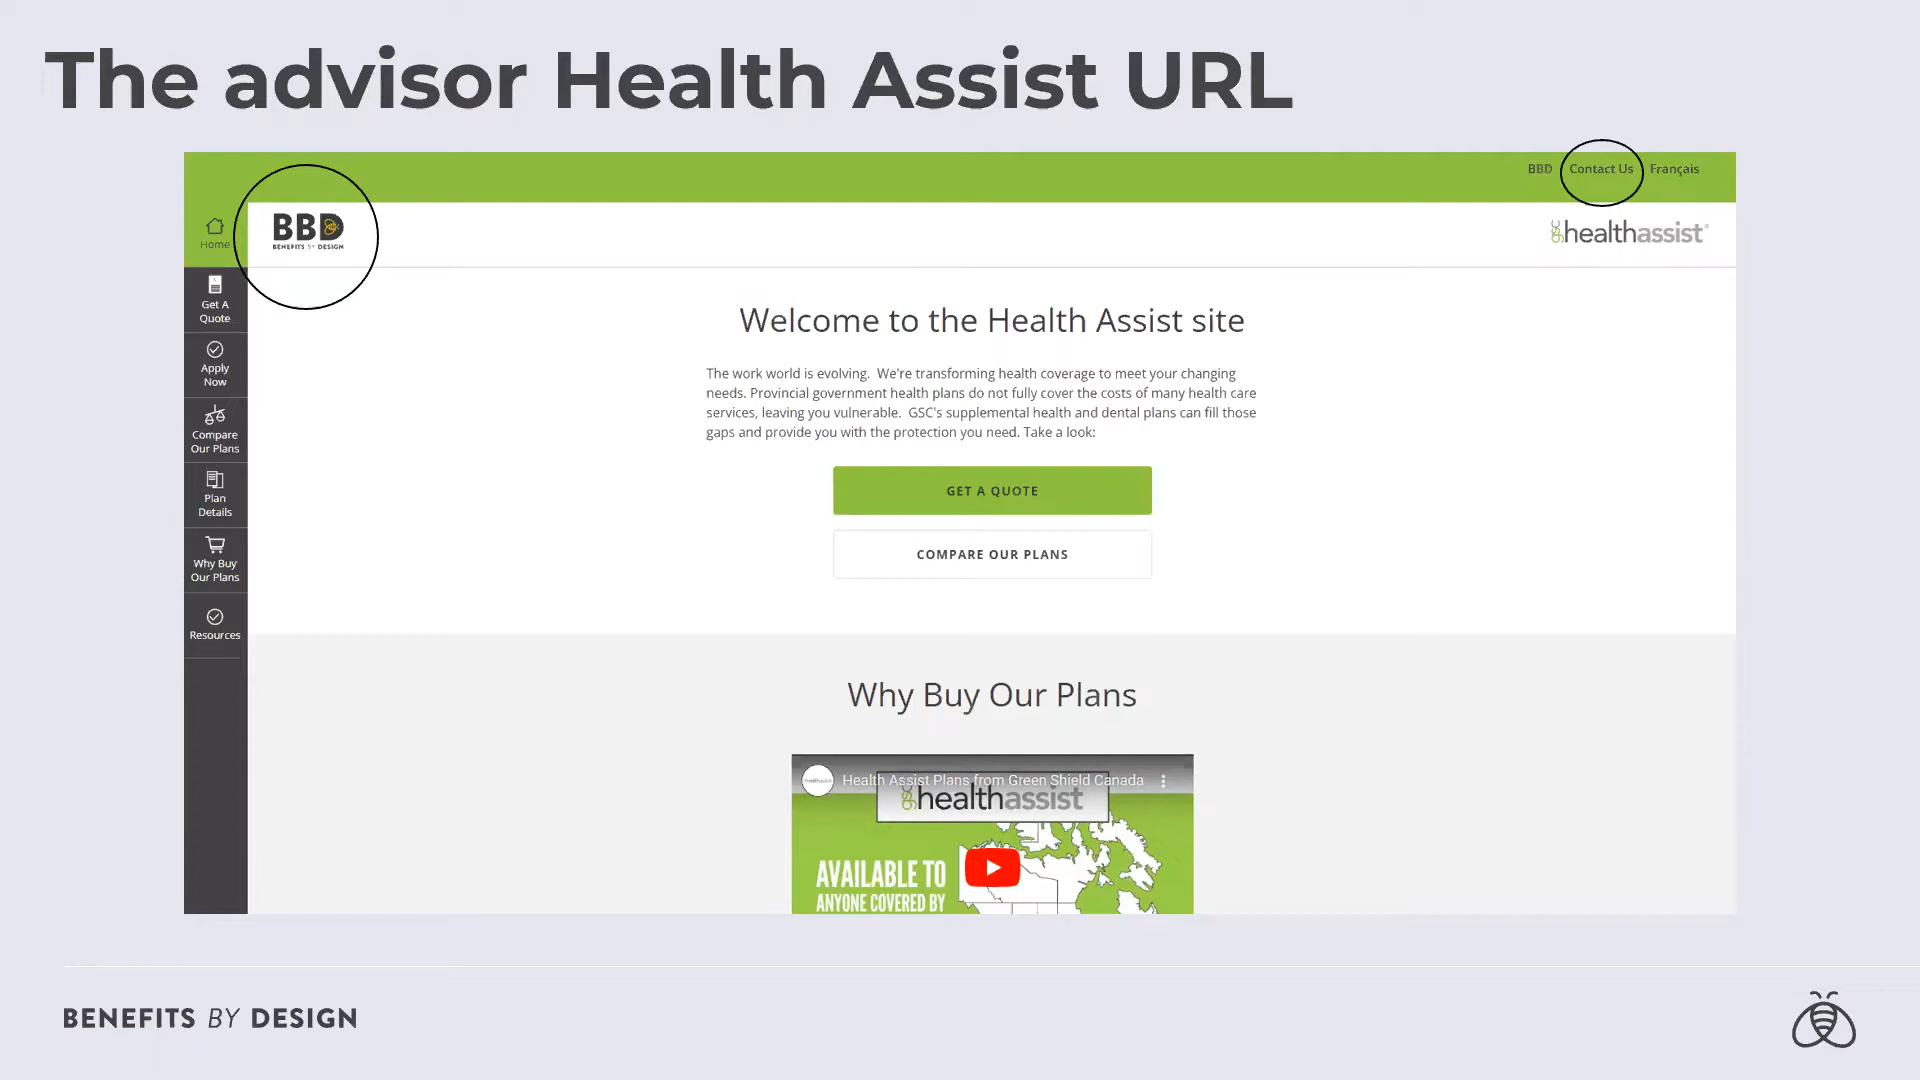 The advisor Health Assist URL
BBD Contact Us Français
Home
BBD
BENEFITS BY DESIGN
gsc healthassist®
Get A
Quote
Apply
Now
Compare
Our Plans
Plan
Details
Why Buy
Our Plans
Resources
Welcome to the Health Assist site
The work world is evolving.  We're transforming health coverage to meet your changing
needs. Provincial government health plans do not fully cover the costs of many health care
services, leaving you vulnerable.  GSC's supplemental health and dental plans can fill those
gaps and provide you with the protection you need. Take a look:
GET A QUOTE
COMPARE OUR PLANS
Why Buy Our Plans
Health Assist Plans from Green Shield Canada
gsc healthassist
AVAILABLE TO
ANYONE COVERED BY
BENEFITS BY DESIGN